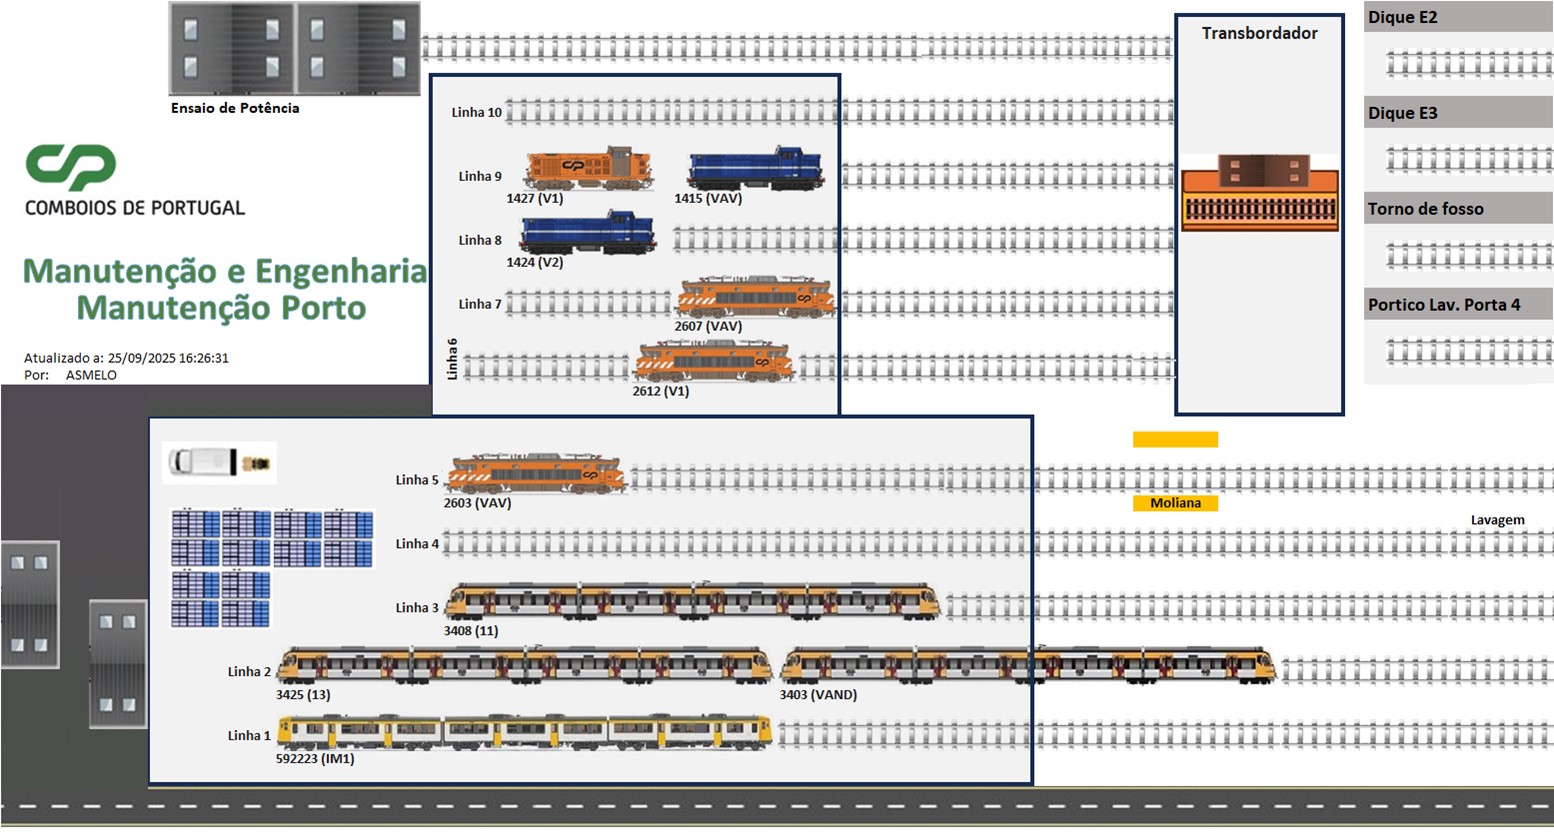 Ensaio de Potência
CP
COMBOIOS DE PORTUGAL
Manutenção e Engenharia
Manutenção Porto
Atualizado a: 25/09/2025 16:26:31
Por: ASMELO
Linha 10
Linha 9
1427 (V1)
1415 (VAV)
Linha 8
1424 (V2)
Linha 7
2607 (VAV)
Linha 6
2612 (V1)
Transbordador
Dique E2
Dique E3
Torno de fosso
Portico Lav. Porta 4
Linha 5
2603 (VAV)
Moliana
Lavagem
Linha 4
Linha 3
3408 (11)
Linha 2
3425 (13)
3403 (VAND)
Linha 1
592223 (IM1)